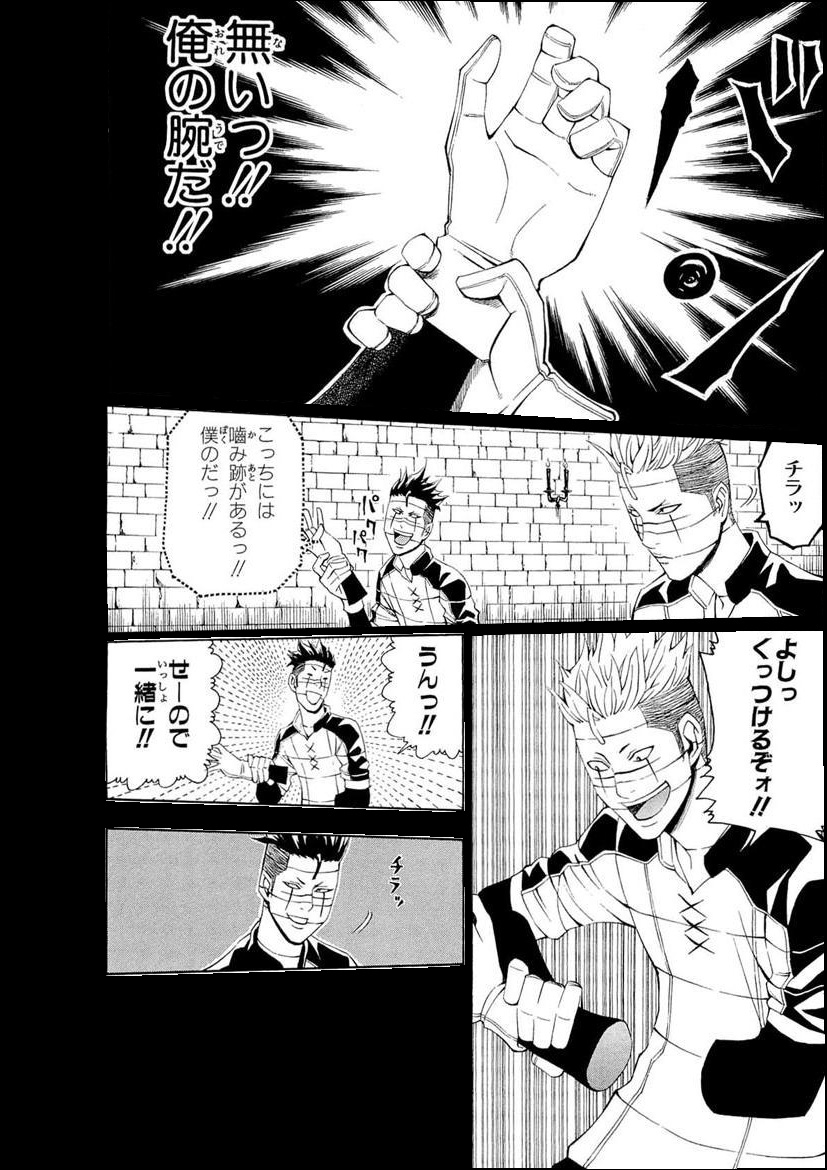 ドン
無いっ!!
俺の腕だ!!
チラッ
パクパク
こっちには
噛み跡があるっ!!
僕のだっ!!
よしっ
くっつけるぞォ!!
うんっ!!
せーので
一緒に!!
チラッ